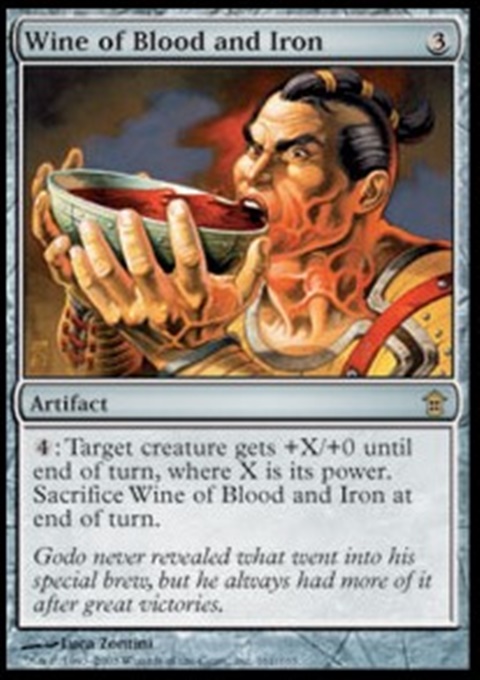 Wine of Blood and Iron 3
Artifact
4: Target creature gets +X/+0 until
end of turn, where X is its power.
Sacrifice Wine of Blood and Iron at
end of turn.
Godo never revealed what went into his
special brew, but he always had more of it
after great victories.
Luca Zontini